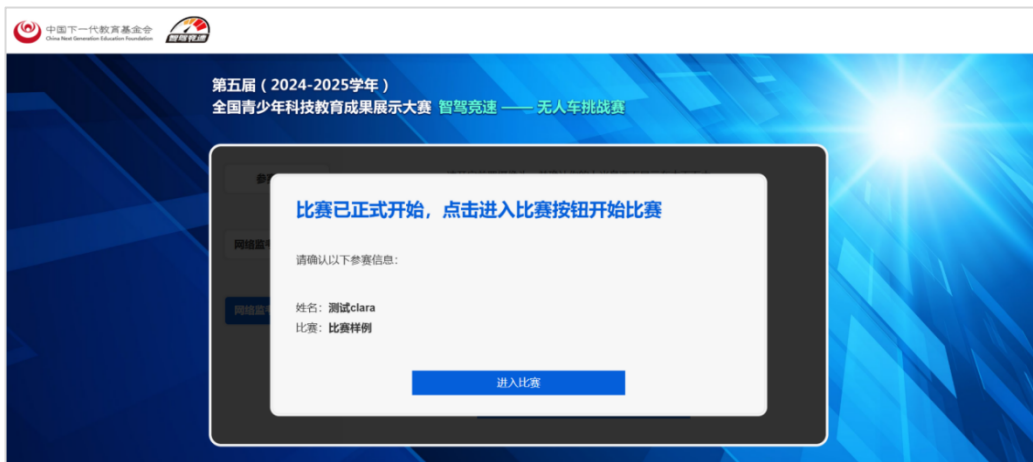 中国下一代教育基金会
China Next Generation Education Foundation
智驾竞速
第五届（2024-2025学年）
全国青少年科技教育成果展示大赛 智驾竞速 —— 无人车挑战赛
比赛已正式开始，点击进入比赛按钮开始比赛
网络监
请确认以下参赛信息：
姓名：测试clara
网络监
比赛：比赛样例
进入比赛